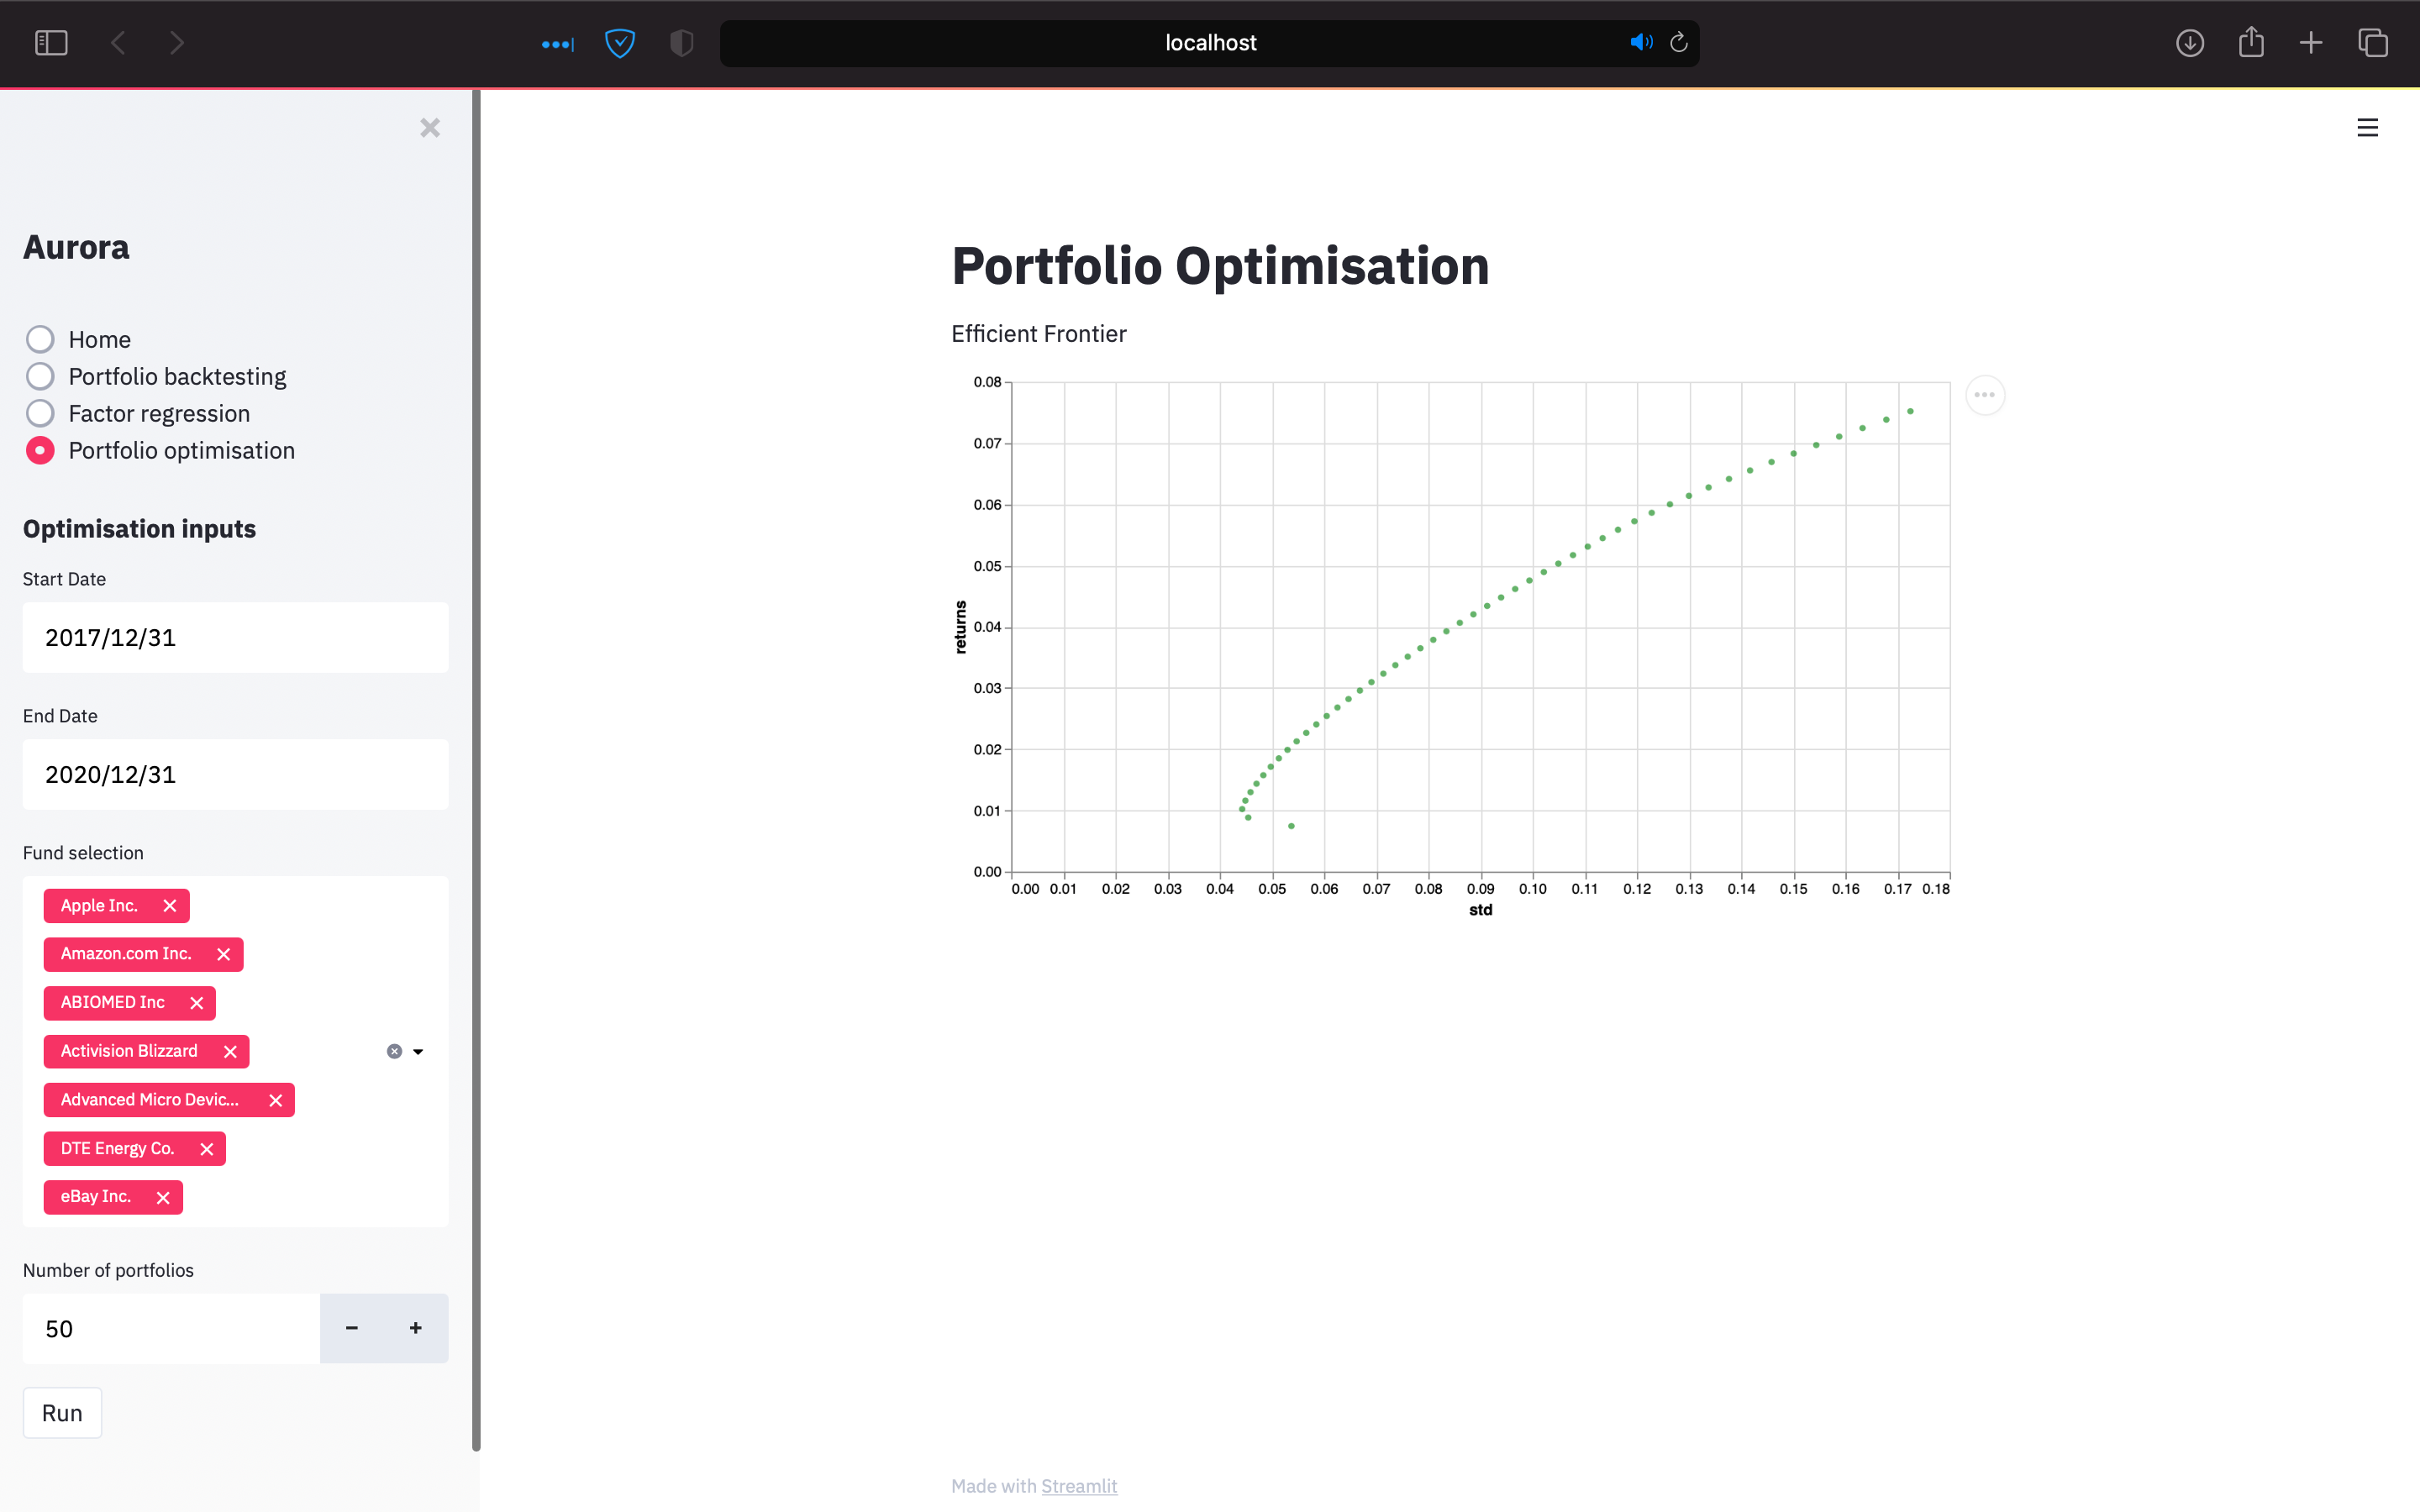 localhost
Aurora
Home
Portfolio backtesting
Factor regression
Portfolio optimisation
Optimisation inputs
Start Date
2017/12/31
End Date
2020/12/31
Fund selection
Apple Inc.
Amazon.com Inc.
ABIOMED Inc
Activision Blizzard
Advanced Micro Devic...
DTE Energy Co.
eBay Inc.
Number of portfolios
50
Run
Portfolio Optimisation
Efficient Frontier
0.08
0.07
0.06
0.05
0.04
0.03
0.02
0.01
0.00
returns
0.00 0.01 0.02 0.03 0.04 0.05 0.06 0.07 0.08 0.09 0.10 0.11 0.12 0.13 0.14 0.15 0.16 0.17 0.18
std
Made with Streamlit